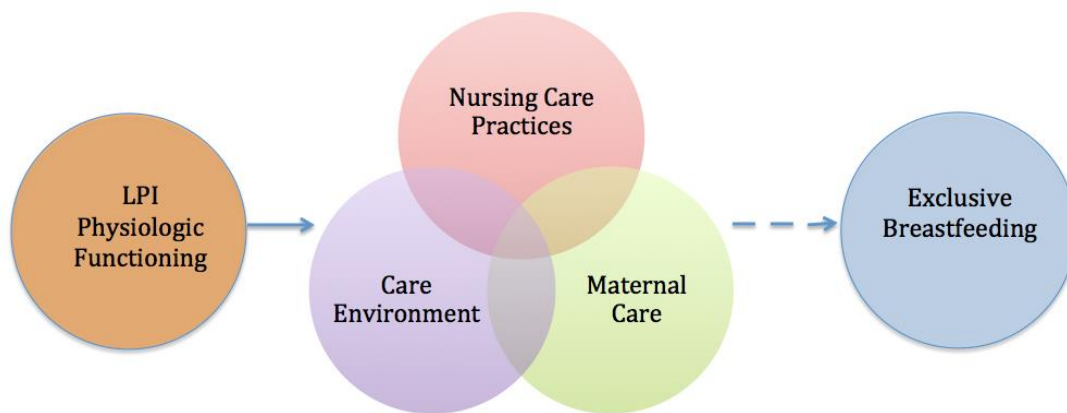 LPI
Physiologic
Functioning
Nursing Care
Practices
Care
Environment
Maternal
Care
Exclusive
Breastfeeding